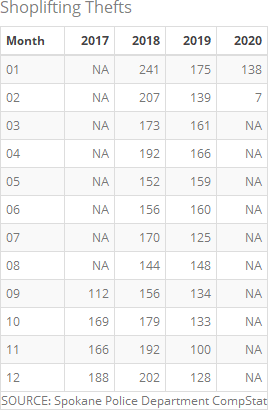 Shoplifting Thefts
Month 2017 2018 2019 2020
01 NA 241 175 138
02 NA 207 139 7
03 NA 173 161 NA
04 NA 192 166 NA
05 NA 152 159 NA
06 NA 156 160 NA
07 NA 170 125 NA
08 NA 144 148 NA
09 112 156 134 NA
10 169 179 133 NA
11 166 192 100 NA
12 188 202 128 NA
SOURCE: Spokane Police Department CompStat